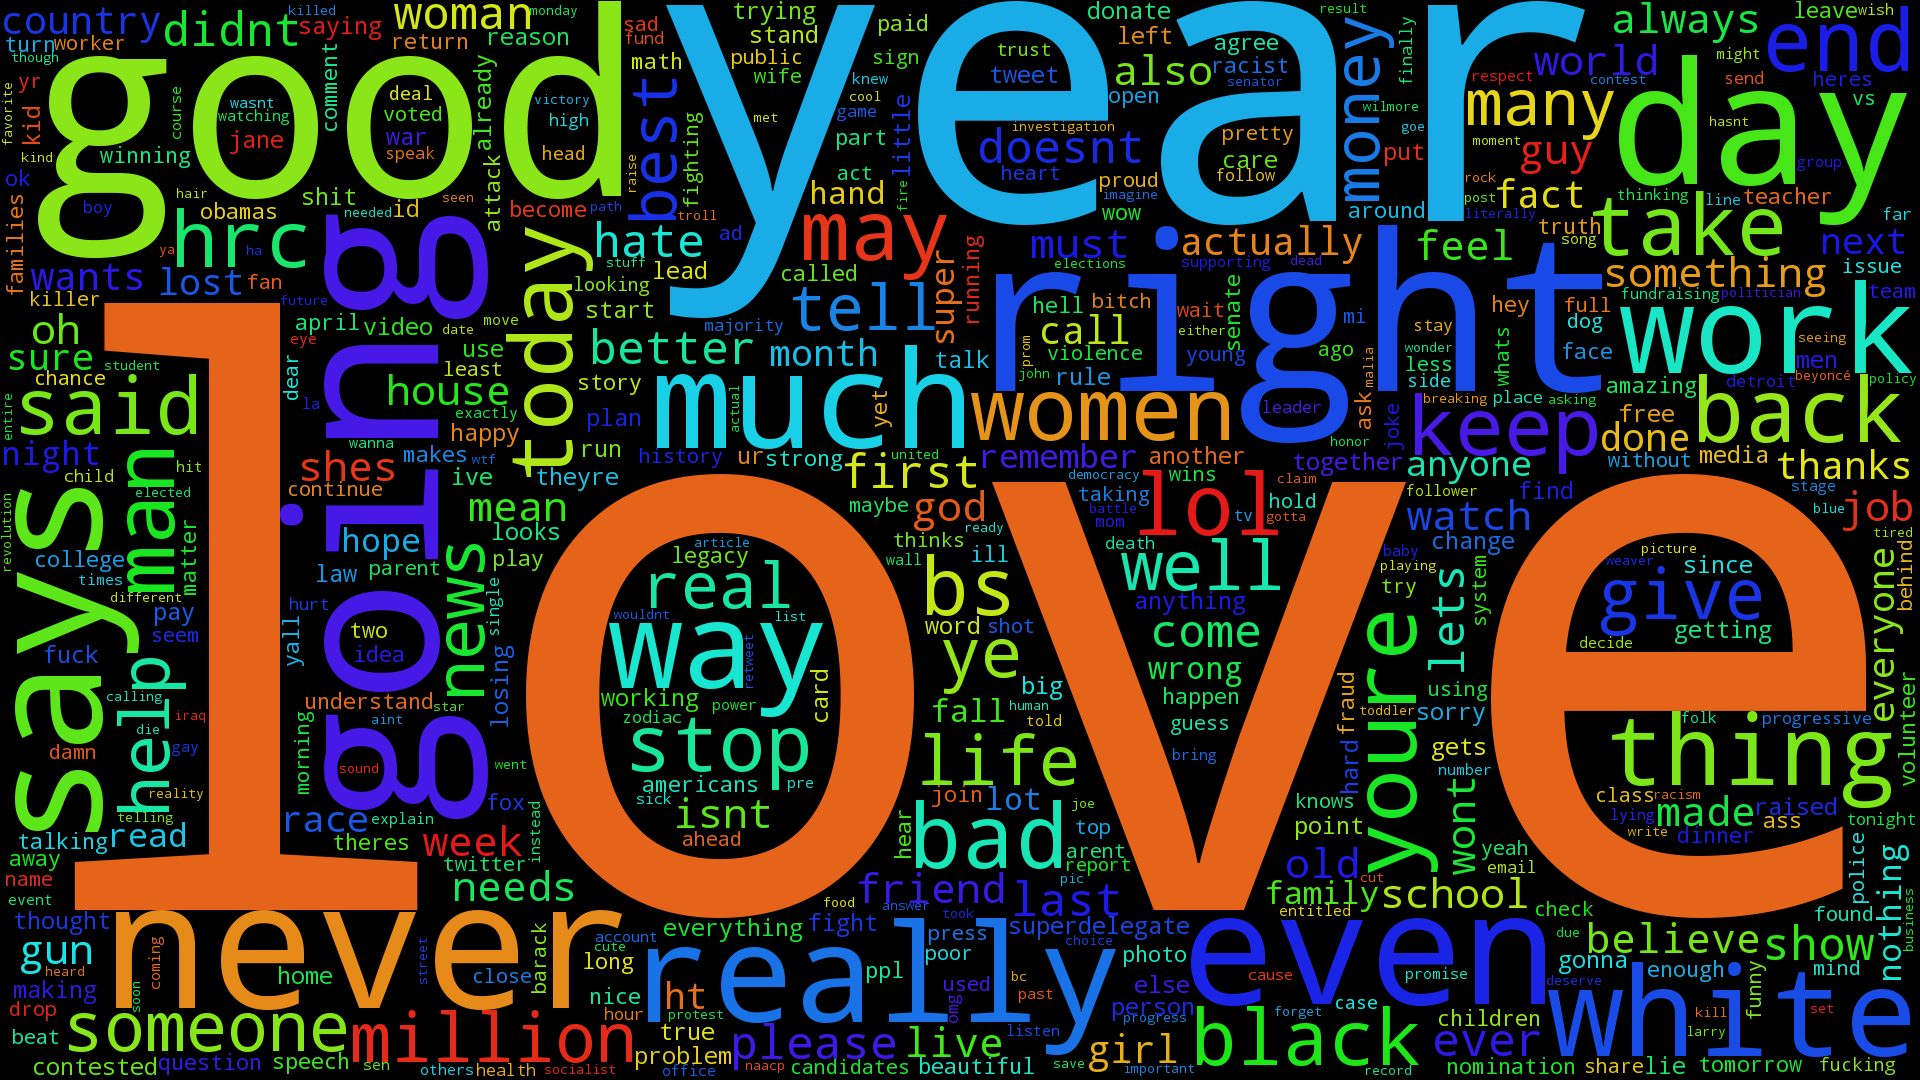 love
year
good
right
day
going
never
really
even
white
says
much
way
thing
work
back
take
today
women
said
man
help
million
someone
black
bad
life
stop
real
bs
ye
well
lol
youre
keep
give
end
many
may
hrc
money
best
tell
hate
house
better
month
first
god
news
mean
shes
race
week
needs
read
gun
please
live
girl
friend
last
school
family
old
ever
believe
show
made
everyone
nothing
wont
lets
watch
job
thanks
done
anyone
something
next
feel
actually
must
call
fact
guy
world
always
also
doesnt
woman
didnt
country
wants
lost
oh
sure
night
come
wrong
isnt
hope
remember
another
together
super
hand
video
saying
return
reason
trying
stand
public
wife
math
sad
fund
donate
left
sign
paid
killed
monday
turn
worker
though
yr
kid
ok
families
favorite
kind
winning
course
wasnt
watching
jane
comment
deal
voted
war
speak
already
attack
victory
high
head
id
shit
obamas
boy
hair
needed
seen
become
path
troll
raise
fighting
ad
ya
ha
fan
killer
future
april
eye
stuff
lead
looking
start
called
majority
move
date
use
least
story
plan
run
happy
exactly
wanna
makes
wtf
ive
theyre
history
ur
strong
yet
actual
talk
running
trust
tweet
knew
cool
game
met
part
act
little
fire
agree
racist
open
senator
finally
result
investigation
heart
pretty
care
follow
proud
imagine
wow
put
around
respect
contest
wilmore
goe
moment
rock
post
literally
truth
song
thinking
line
teacher
group
hasnt
might
send
heres
vs
leave
wish
far
issue
team
fundraising
politician
elections
supporting
dead
hell
bitch
wait
either
senate
violence
young
john
rule
prom
ago
mi
malia
ask
joke
stay
wonder
less
side
breaking
whats
hey
full
dog
face
men
place
asking
amazing
detroit
seeing
beyoncé
policy
free
media
without
find
stage
blue
tired
behind
leader
honor
follower
change
democracy
taking
battle
mom
wins
claim
hold
tv
gotta
death
united
maybe
thinks
wall
ready
ill
anything
word
shot
happen
guess
bring
big
human
told
fall
join
lot
joe
hear
top
arent
report
pic
baby
playing
try
system
using
sorry
gets
number
hard
fraud
toddler
knows
point
yeah
email
cut
entitled
check
picture
weaver
since
getting
decide
folk
progressive
volunteer
class
racism
lying
write
raised
ass
dinner
tonight
police
found
business
due
gonna
enough
mind
funny
deserve
kill
larry
set
share
lie
tomorrow
fucking
nomination
children
promise
case
cause
forget
record
else
person
progress
photo
superdelegate
choice
press
poor
took
used
omg
bc
past
listen
save
important
beautiful
candidates
naacp
office
problem
true
protest
ppl
fight
answer
food
everything
account
cute
long
nice
hour
ht
socialist
health
others
sen
speech
question
contested
beat
drop
making
heard
thought
event
name
away
talking
soon
coming
home
street
close
barack
twitter
instead
theres
explain
fox
went
sound
morning
aint
star
understand
losing
single
idea
two
yall
hurt
law
parent
play
looks
continue
dear
la
student
chance
entire
child
hit
elected
revolution
college
times
different
matter
pay
seem
fuck
calling
iraq
die
gay
damn
reality
telling
article
legacy
wouldnt
list
retweet
working
zodiac
power
card
americans
sick
pre
ahead